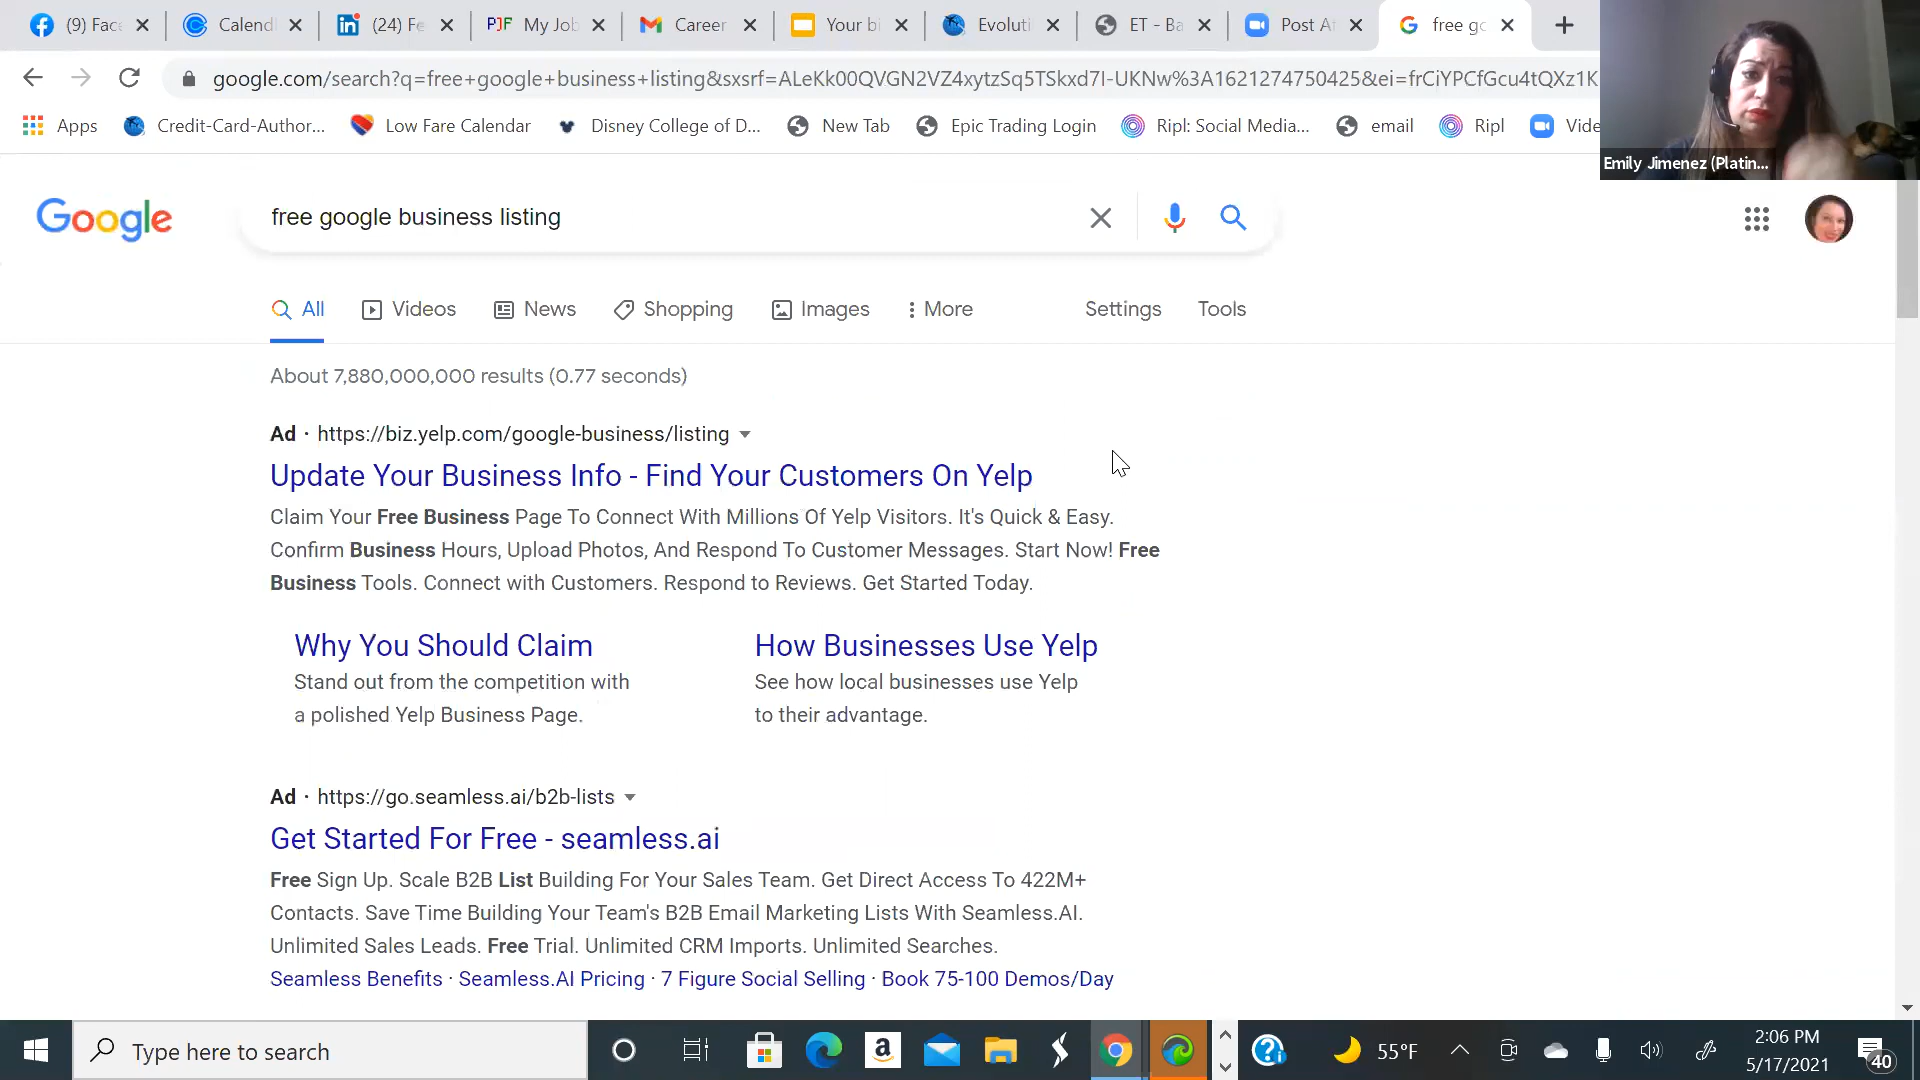 (9) Face
Calendl
(24) Fe
PJF My Job
Career
Your bi
Evoluti
ET - Ba
Post At
free go
google.com/search?q=free+google+business+listing&sxsrf=ALeKk00QVGN2VZ4xytzSq5TSkxd7I-UKNw%3A1621274750425&ei=frCiYPCfGcu4tQXz1K
Apps
Credit-Card-Author...
Low Fare Calendar
Disney College of D...
New Tab
Epic Trading Login
Ripl: Social Media...
email
Ripl
Vide
Emily Jimenez (Platin...
Google
free google business listing
All
Videos
News
Shopping
Images
More
Settings
Tools
About 7,880,000,000 results (0.77 seconds)
Ad · https://biz.yelp.com/google-business/listing
Update Your Business Info - Find Your Customers On Yelp
Claim Your Free Business Page To Connect With Millions Of Yelp Visitors. It's Quick & Easy.
Confirm Business Hours, Upload Photos, And Respond To Customer Messages. Start Now! Free
Business Tools. Connect with Customers. Respond to Reviews. Get Started Today.
Why You Should Claim
Stand out from the competition with
a polished Yelp Business Page.
How Businesses Use Yelp
See how local businesses use Yelp
to their advantage.
Ad · https://go.seamless.ai/b2b-lists
Get Started For Free - seamless.ai
Free Sign Up. Scale B2B List Building For Your Sales Team. Get Direct Access To 422M+
Contacts. Save Time Building Your Team's B2B Email Marketing Lists With Seamless.AI.
Unlimited Sales Leads. Free Trial. Unlimited CRM Imports. Unlimited Searches.
Seamless Benefits · Seamless.AI Pricing · 7 Figure Social Selling · Book 75-100 Demos/Day
Type here to search
55°F
2:06 PM
5/17/2021
40